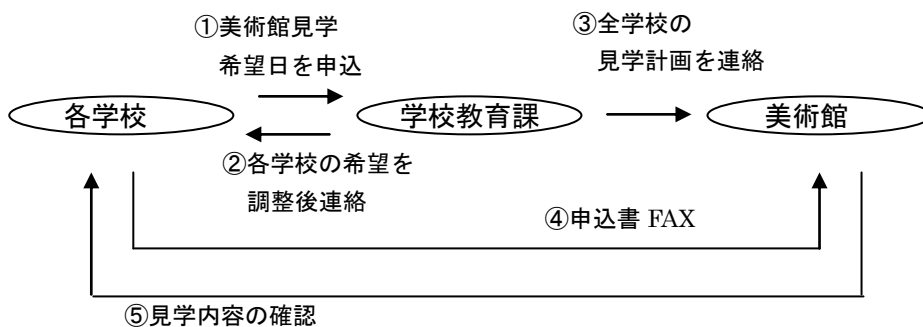 ①美術館見学
希望日を申込
③全学校の
見学計画を連絡
各学校
学校教育課
美術館
②各学校の希望を
調整後連絡
④申込書 FAX
⑤見学内容の確認